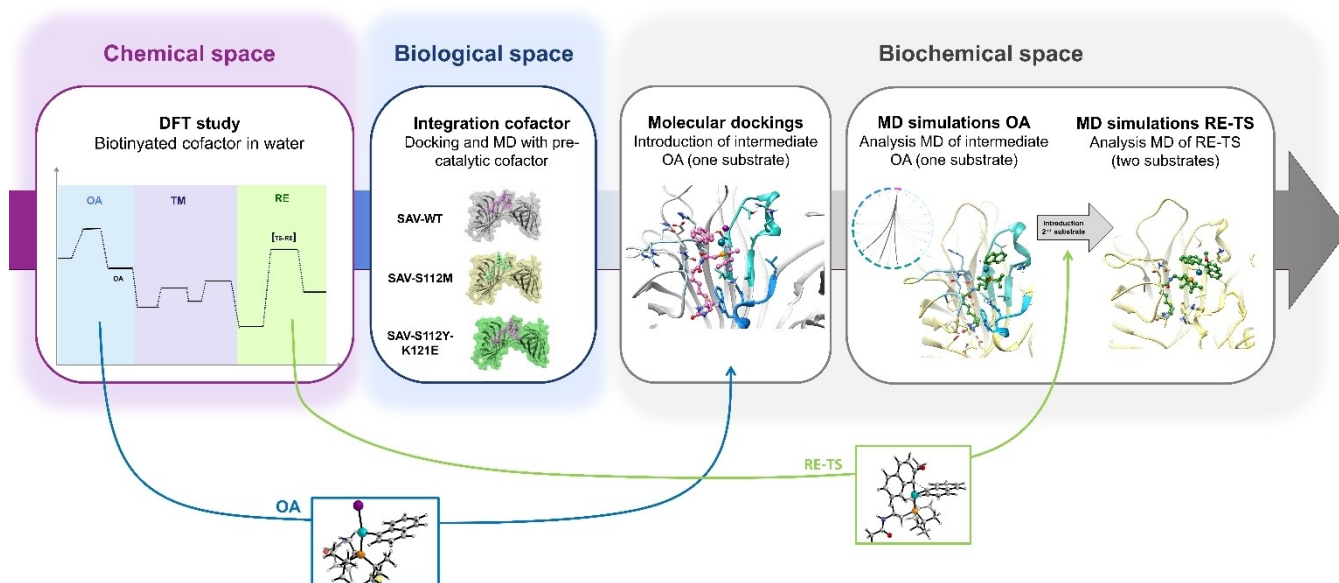 Chemical space
Biological space
Biochemical space
DFT study
Biotinyated cofactor in water
OA
TM
RE
[TS-RE]
OA
Integration cofactor
Docking and MD with pre-
catalytic cofactor
SAV-WT
SAV-S112M
SAV-S112Y-
K121E
Molecular dockings
Introduction of intermediate
OA (one substrate)
MD simulations OA
Analysis MD of intermediate
OA (one substrate)
Introduction
2nd substrate
MD simulations RE-TS
Analysis MD of RE-TS
(two substrates)
RE-TS
OA